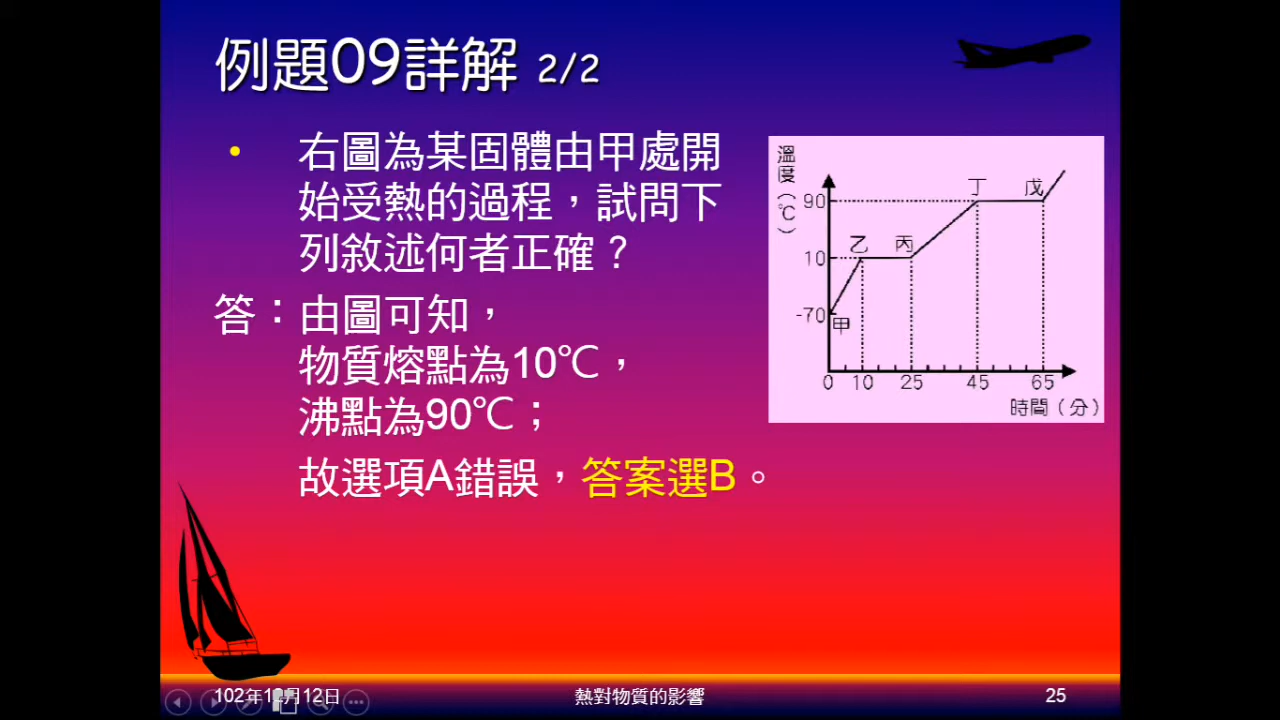 例題09詳解 2/2
• 右圖為某固體由甲處開
始受熱的過程，試問下
列敘述何者正確？
答：由圖可知，
物質熔點為10℃，
沸點為90℃；
故選項A錯誤，答案選B。
溫度(℃)
90
10
-70
甲
乙
丙
丁
戊
0 10 25 45 65
時間(分)
102年12月12日
熱對物質的影響
25